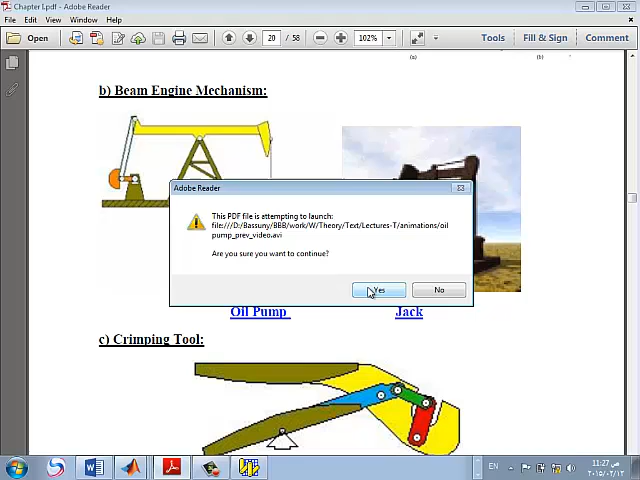 Chapter I.pdf - Adobe Reader
File Edit View Window Help
Open 20 / 58 102% Tools Fill & Sign Comment
(a) (b)
b) Beam Engine Mechanism:
Adobe Reader
This PDF file is attempting to launch:
file:///D:/Bassuny/BBB/work/W/Theory/Text/Lectures-T/animations/oil
pump_prev_video.avi
Are you sure you want to continue?
Yes No
Oil Pump Jack
c) Crimping Tool:
EN
11:27 ص
٢٠١٥/٠٢/١٢